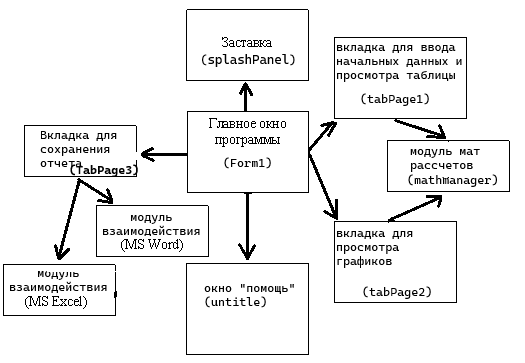 Заставка
(splashPanel)
вкладка для ввода
начальных данных и
просмотра таблицы
(tabPage1)
Главное окно
программы
(Form1)
Вкладка для
сохранения
отчета
(TabPage3)
модуль мат
рассчетов
(mathmanager)
модуль
взаимодействия
(MS Word)
вкладка для
просмотра
графиков
(tabPage2)
модуль
взаимодействия
(MS Excel)
окно "помощь"
(untitle)